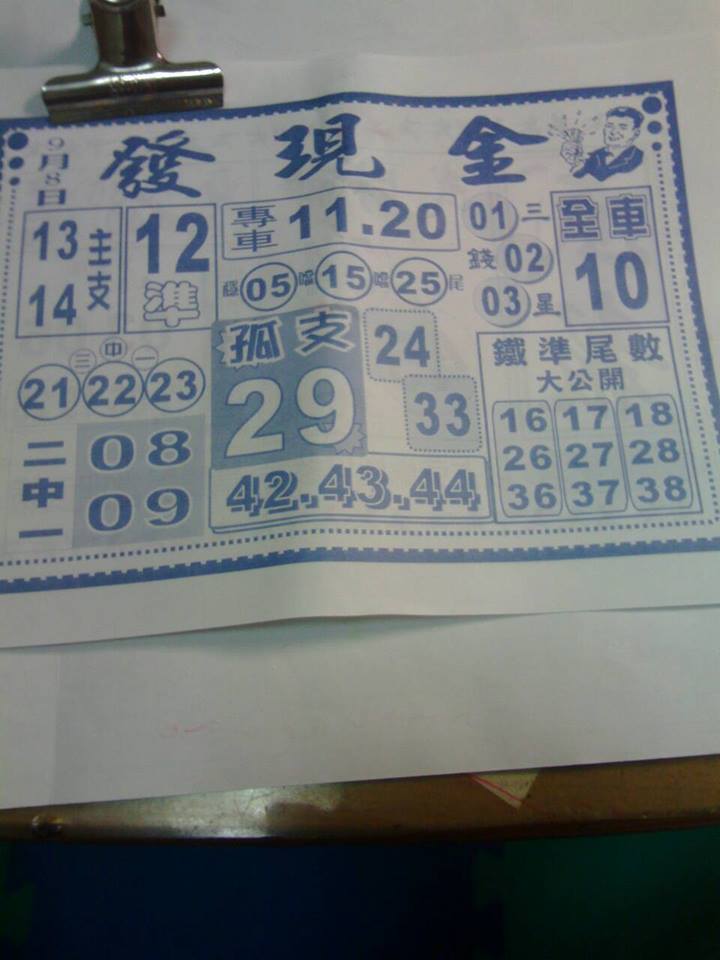 9月8日
發現金
13
14
主支
12
準
專車 11.20
05 15 25 尾
01
02
03
三
錢
星
全車
10
三中一
21 22 23
孤支
29
24
33
鐵準尾數
大公開
16 17 18
26 27 28
36 37 38
二中一
08
09
42.43.44